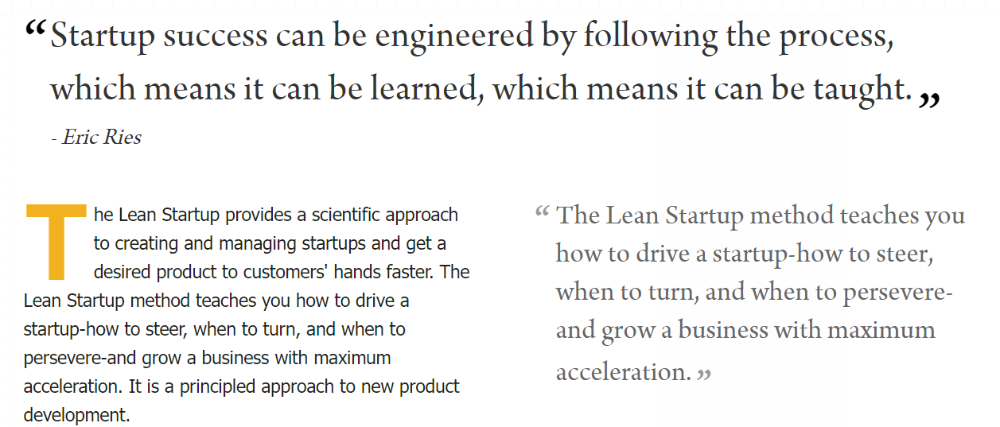 “Startup success can be engineered by following the process,
which means it can be learned, which means it can be taught.”
- Eric Ries
The Lean Startup provides a scientific approach
to creating and managing startups and get a
desired product to customers' hands faster. The
Lean Startup method teaches you how to drive a
startup-how to steer, when to turn, and when to
persevere-and grow a business with maximum
acceleration. It is a principled approach to new product
development.
“ The Lean Startup method teaches you
how to drive a startup-how to steer,
when to turn, and when to persevere-
and grow a business with maximum
acceleration. ”